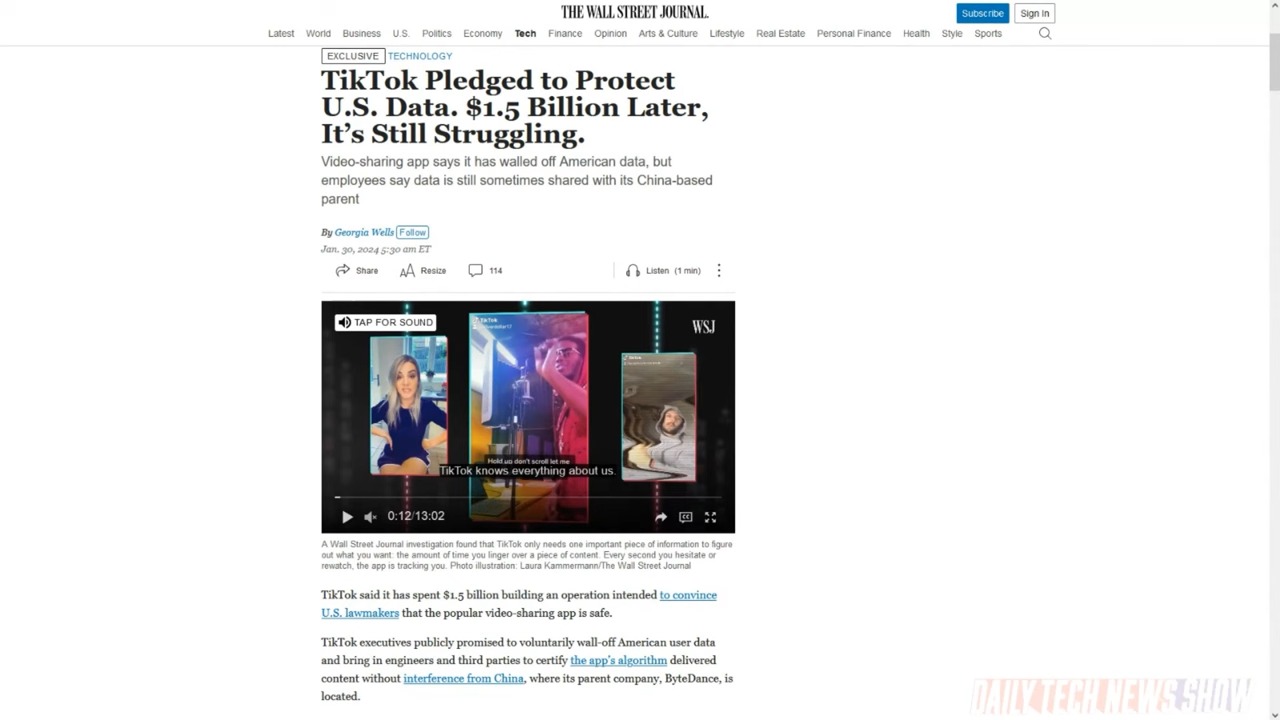 THE WALL STREET JOURNAL.
Subscribe
Sign In
Latest World Business U.S. Politics Economy Tech Finance Opinion Arts & Culture Lifestyle Real Estate Personal Finance Health Style Sports
EXCLUSIVE TECHNOLOGY
TikTok Pledged to Protect
U.S. Data. $1.5 Billion Later,
It's Still Struggling.
Video-sharing app says it has walled off American data, but
employees say data is still sometimes shared with its China-based
parent
By Georgia Wells Follow
Jan. 30, 2024 5:30 am ET
Share Resize 114 Listen (1 min)
TAP FOR SOUND
WSJ
TikTok
TikTok
Hold up don't scroll let me
TikTok knows everything about us.
0:12/13:02
CC
A Wall Street Journal investigation found that TikTok only needs one important piece of information to figure
out what you want: the amount of time you linger over a piece of content. Every second you hesitate or
rewatch, the app is tracking you. Photo illustration: Laura Kammermann/The Wall Street Journal
TikTok said it has spent $1.5 billion building an operation intended to convince
U.S. lawmakers that the popular video-sharing app is safe.
TikTok executives publicly promised to voluntarily wall-off American user data
and bring in engineers and third parties to certify the app's algorithm delivered
content without interference from China, where its parent company, ByteDance, is
located.
DAILY TECH NEWS SHOW